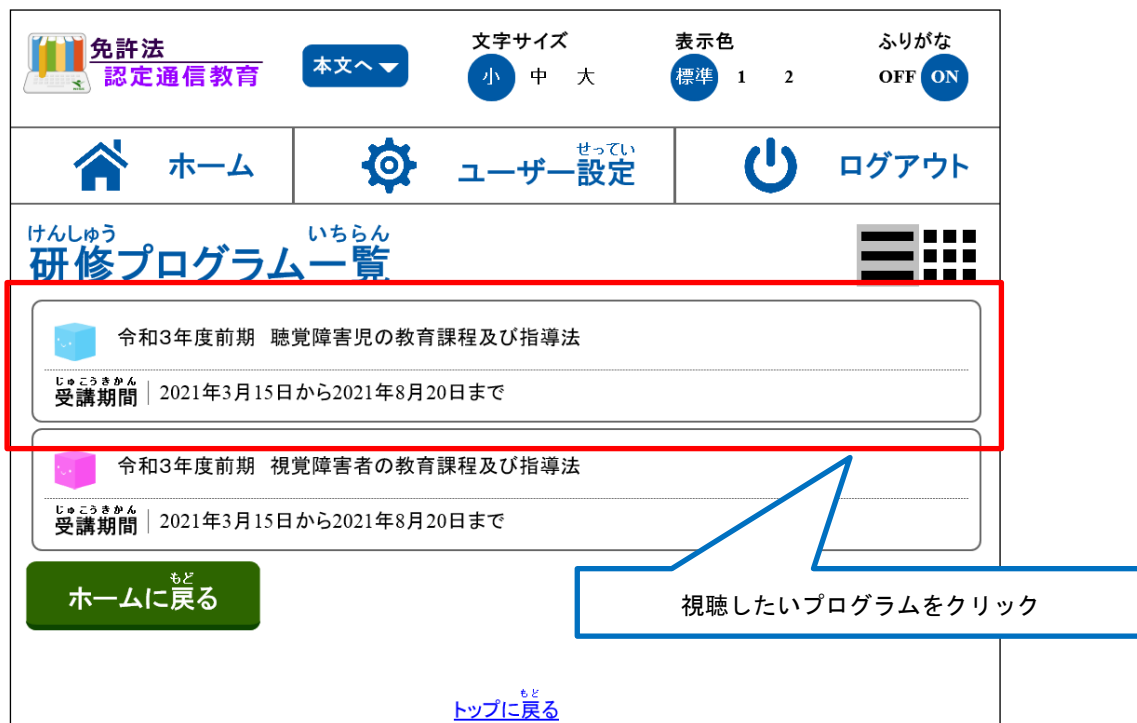 免許法
認定通信教育
本文へ
文字サイズ
小 中 大
表示色
標準 1 2
ふりがな
OFF ON
ホーム
せってい
ユーザー設定
ログアウト
けんしゅう いちらん
研修プログラム一覧
令和3年度前期 聴覚障害児の教育課程及び指導法
じゅこうきかん
受講期間 2021年3月15日から2021年8月20日まで
令和3年度前期 視覚障害者の教育課程及び指導法
じゅこうきかん
受講期間 2021年3月15日から2021年8月20日まで
もど
ホームに戻る
視聴したいプログラムをクリック
もど
トップに戻る